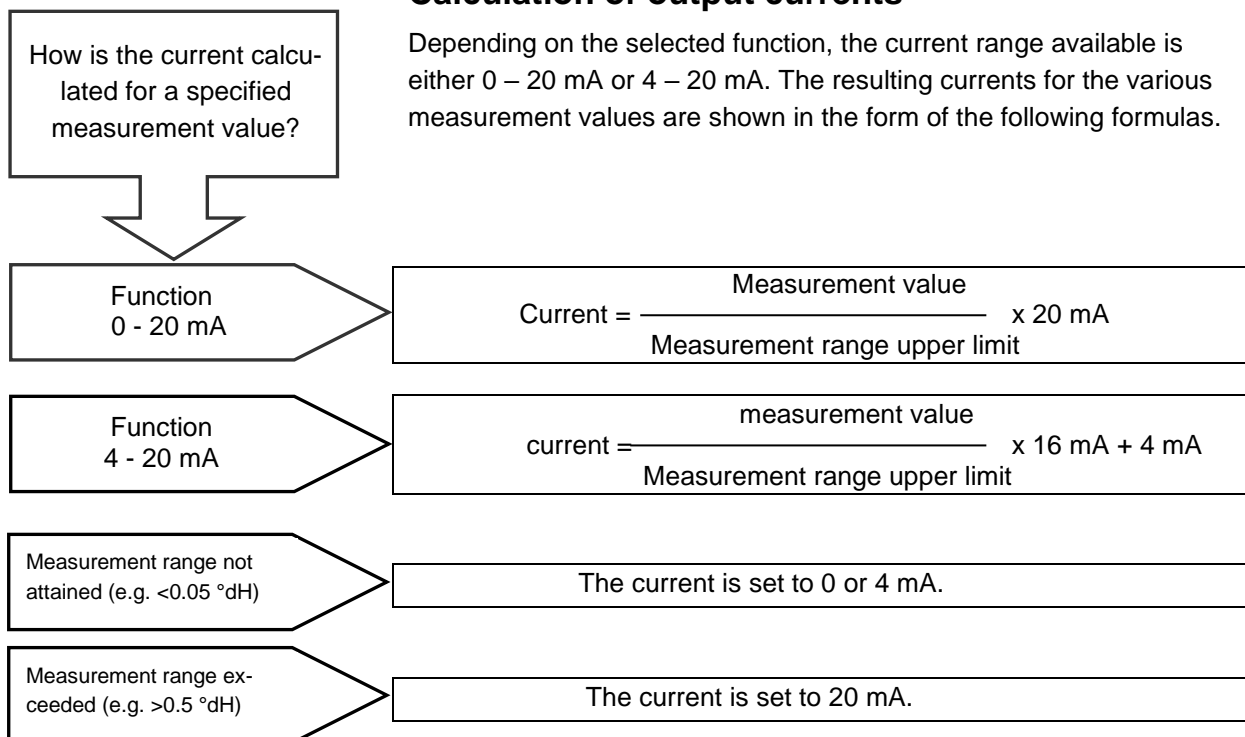 Calculation of output currents
How is the current calcu-
lated for a specified
measurement value?
Depending on the selected function, the current range available is
either 0 – 20 mA or 4 – 20 mA. The resulting currents for the various
measurement values are shown in the form of the following formulas.
Function
0 - 20 mA
Measurement value
Current = x 20 mA
Measurement range upper limit
Function
4 - 20 mA
measurement value
current = x 16 mA + 4 mA
Measurement range upper limit
Measurement range not
attained (e.g. <0.05 °dH)
The current is set to 0 or 4 mA.
Measurement range ex-
ceeded (e.g. >0.5 °dH)
The current is set to 20 mA.